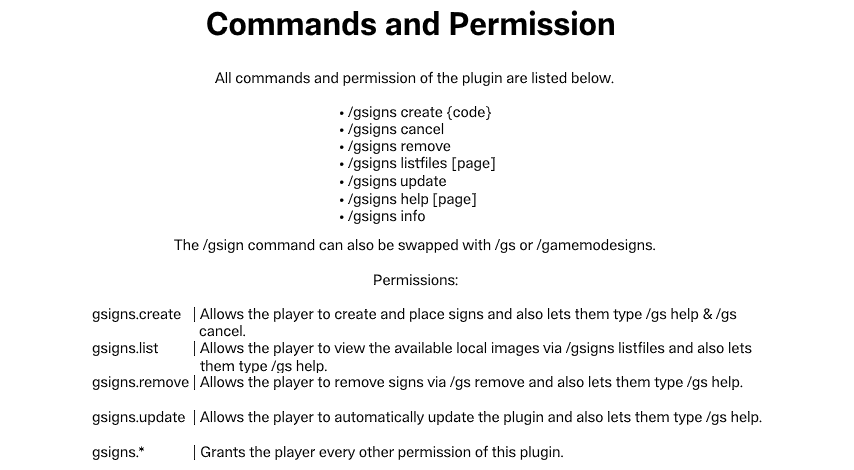 Commands and Permission
All commands and permission of the plugin are listed below.
• /gsigns create {code}
• /gsigns cancel
• /gsigns remove
• /gsigns listfiles [page]
• /gsigns update
• /gsigns help [page]
• /gsigns info
The /gsign command can also be swapped with /gs or /gamemodesigns.
Permissions:
gsigns.create | Allows the player to create and place signs and also lets them type /gs help & /gs
cancel.
gsigns.list | Allows the player to view the available local images via /gsigns listfiles and also lets
them type /gs help.
gsigns.remove | Allows the player to remove signs via /gs remove and also lets them type /gs help.
gsigns.update | Allows the player to automatically update the plugin and also lets them type /gs help.
gsigns.* | Grants the player every other permission of this plugin.